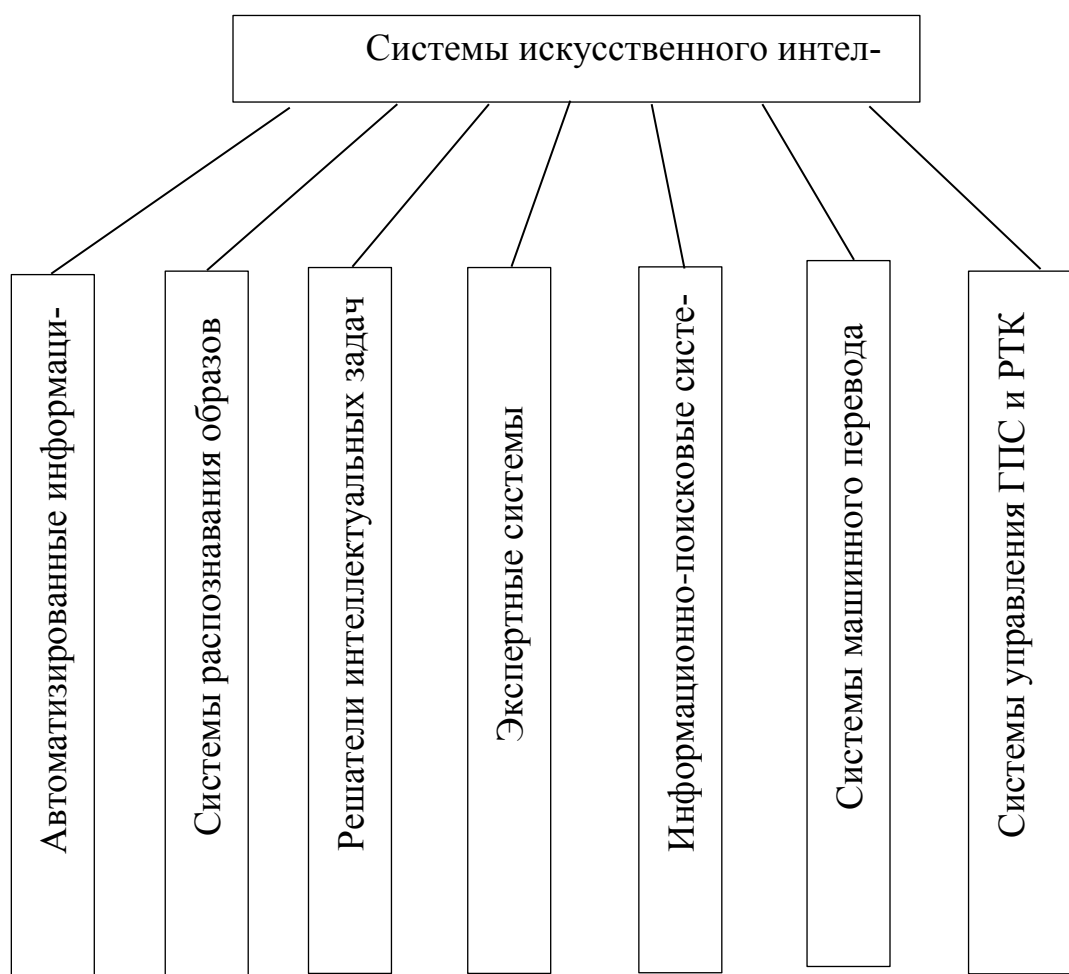 Системы искусственного интел-
Автоматизированные информаци-
Системы распознавания образов
Решатели интеллектуальных задач
Экспертные системы
Информационно-поисковые систе-
Системы машинного перевода
Системы управления ГПС и РТК